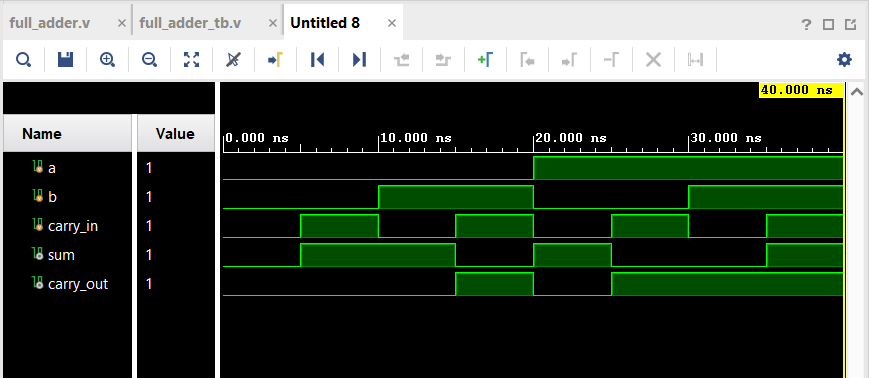 full_adder.v
full_adder_tb.v
Untitled 8
?
40.000 ns
Name
Value
0.000 ns
10.000 ns
20.000 ns
30.000 ns
a
1
b
1
carry_in
1
sum
1
carry_out
1